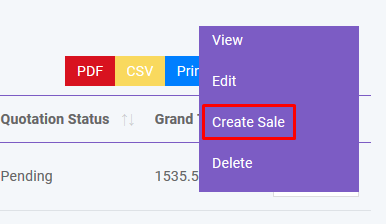 View
PDF CSV Prin
Edit
Quotation Status Grand T
Create Sale
Delete
Pending 1535.5